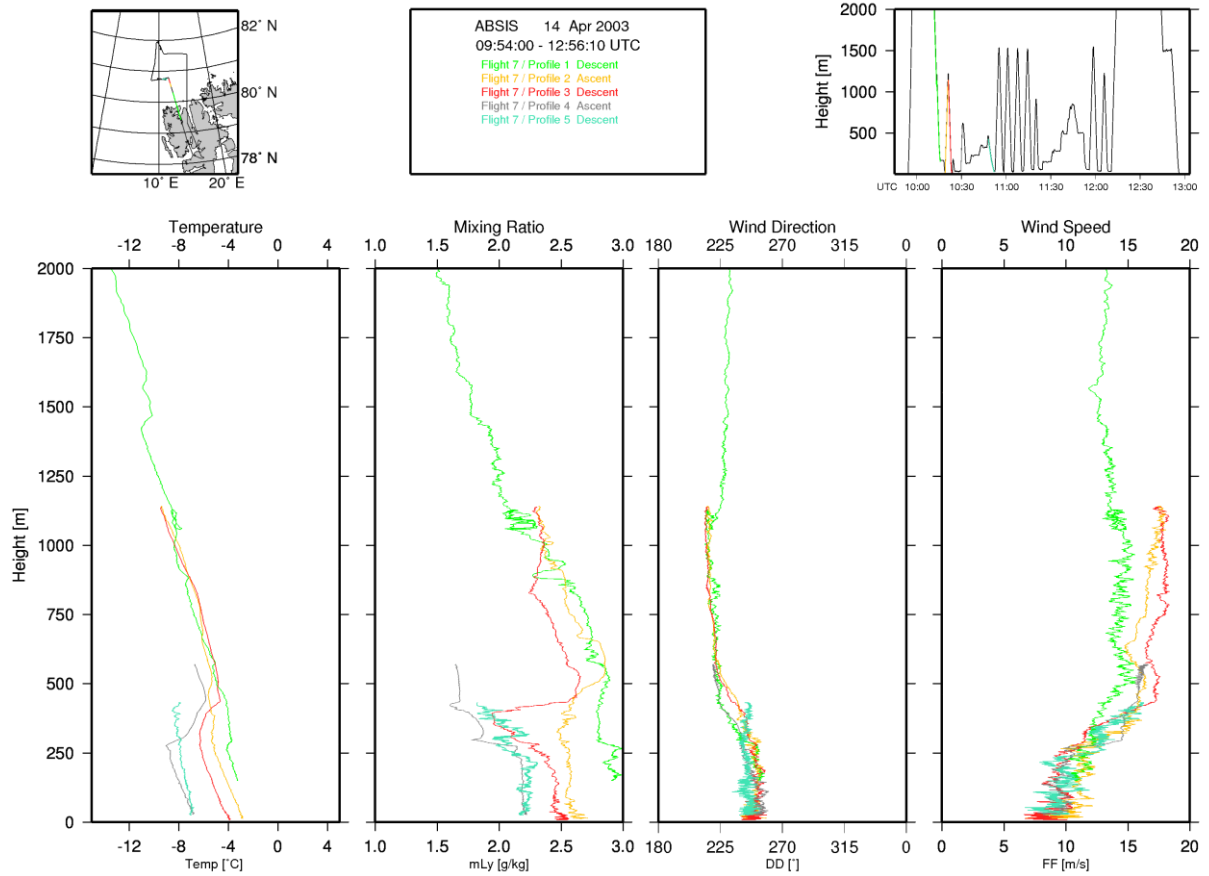 82° N
80° N
78° N
10° E
20° E
ABSIS 14 Apr 2003
09:54:00 - 12:56:10 UTC
Flight 7 / Profile 1 Descent
Flight 7 / Profile 2 Ascent
Flight 7 / Profile 3 Descent
Flight 7 / Profile 4 Ascent
Flight 7 / Profile 5 Descent
Height [m]
2000
1500
1000
500
UTC 10:00 10:30 11:00 11:30 12:00 12:30 13:00
Temperature
-12 -8 -4 0 4
Mixing Ratio
1.0 1.5 2.0 2.5 3.0
Wind Direction
180 225 270 315 0
Wind Speed
0 5 10 15 20
Height [m]
2000
1750
1500
1250
1000
750
500
250
0
-12 -8 -4 0 4
Temp [°C]
1.0 1.5 2.0 2.5 3.0
mLy [g/kg]
180 225 270 315 0
DD [°]
0 5 10 15 20
FF [m/s]